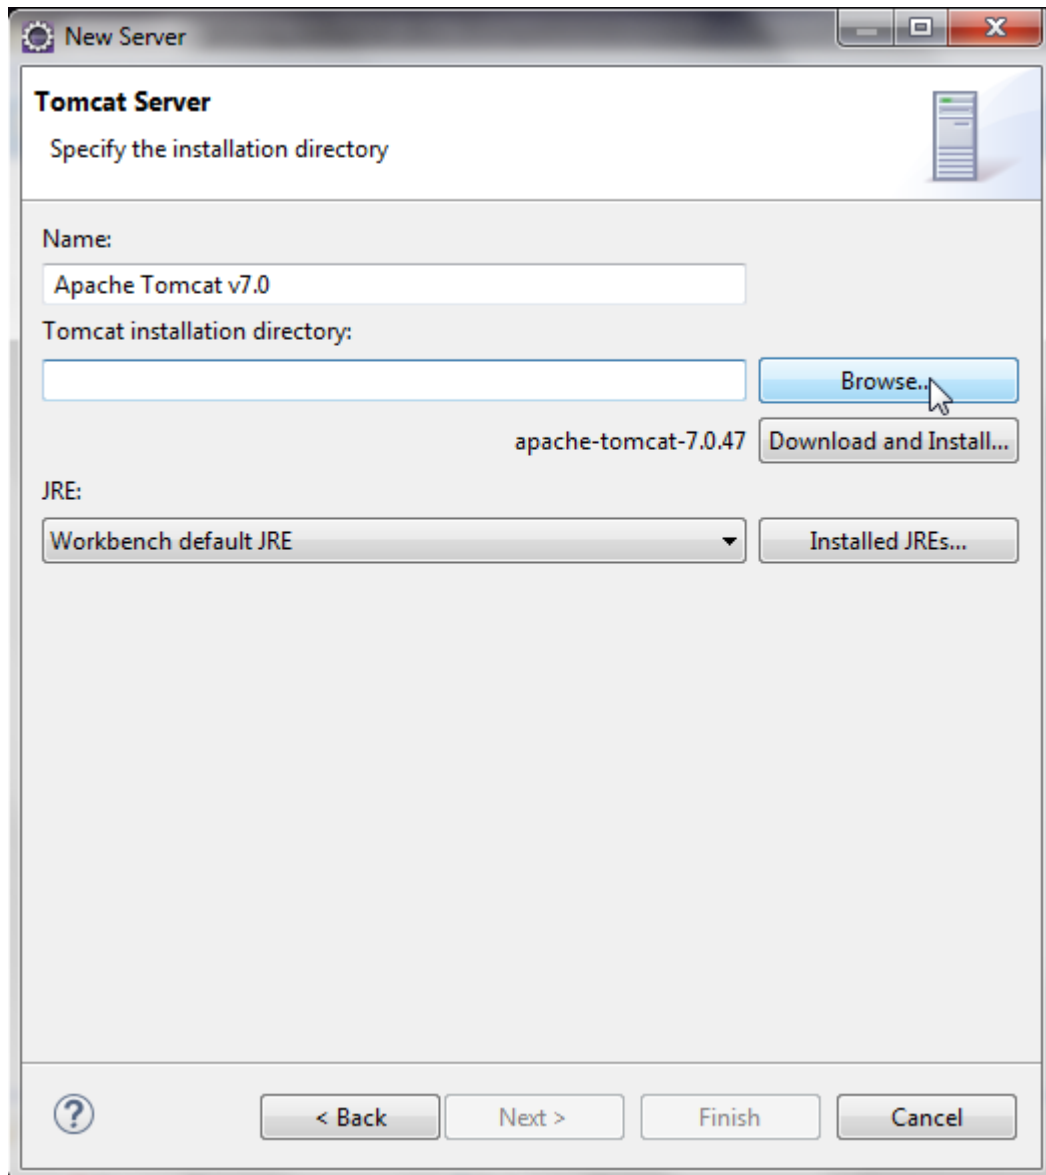 New Server
Tomcat Server
Specify the installation directory
Name:
Apache Tomcat v7.0
Tomcat installation directory:
Browse...
apache-tomcat-7.0.47 Download and Install...
JRE:
Workbench default JRE Installed JREs...
? < Back Next > Finish Cancel